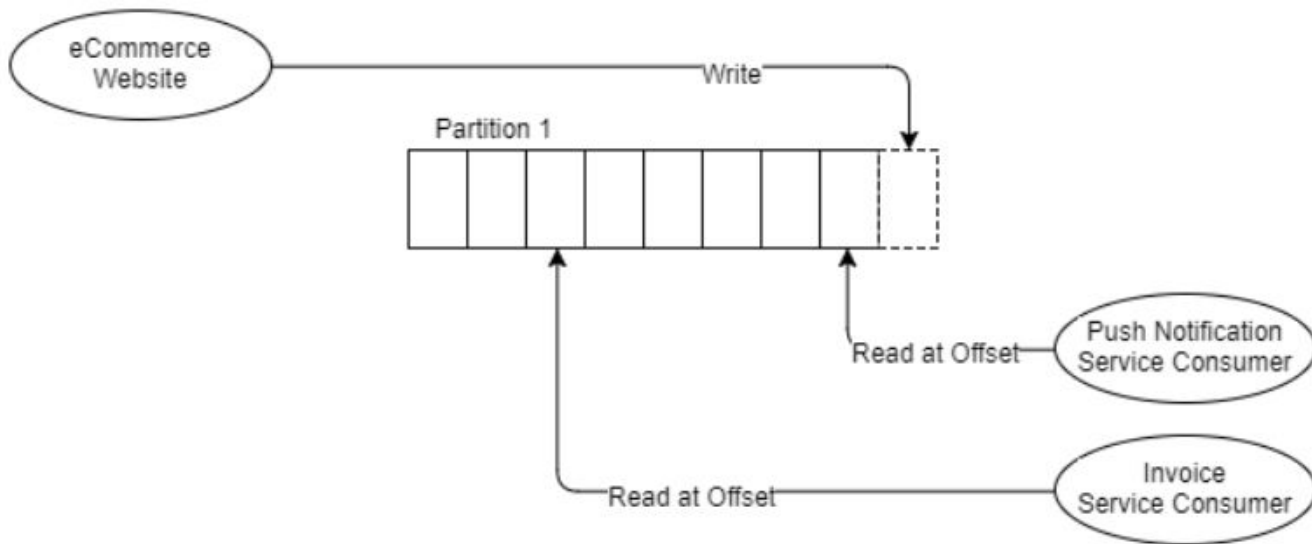 eCommerce
Website
Write
Partition 1
Push Notification
Service Consumer
Read at Offset
Invoice
Service Consumer
Read at Offset